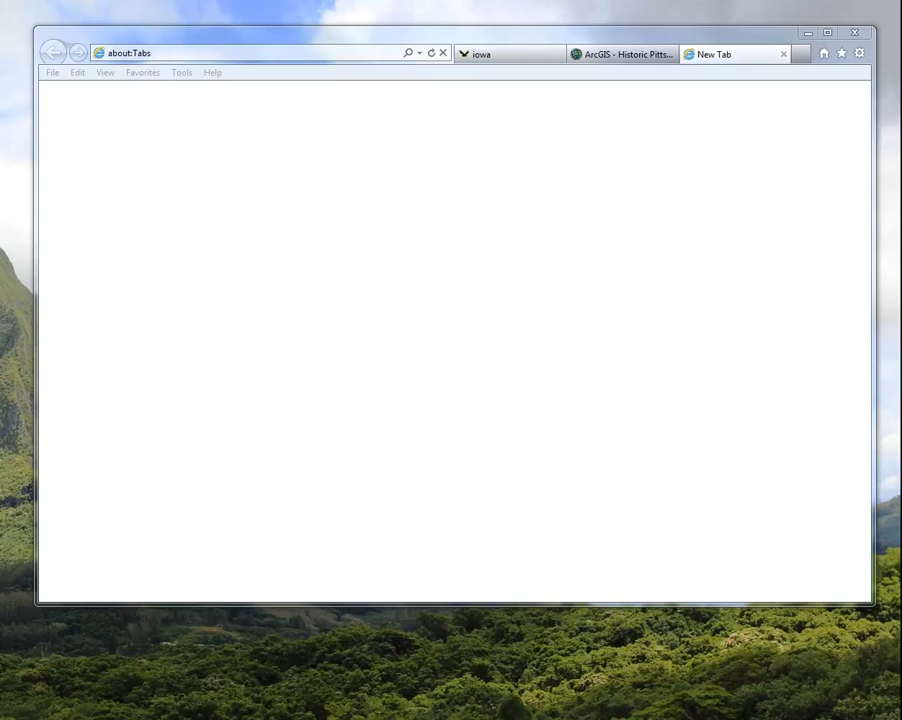 about:Tabs
iowa
ArcGIS - Historic Pitts...
New Tab
File Edit View Favorites Tools Help